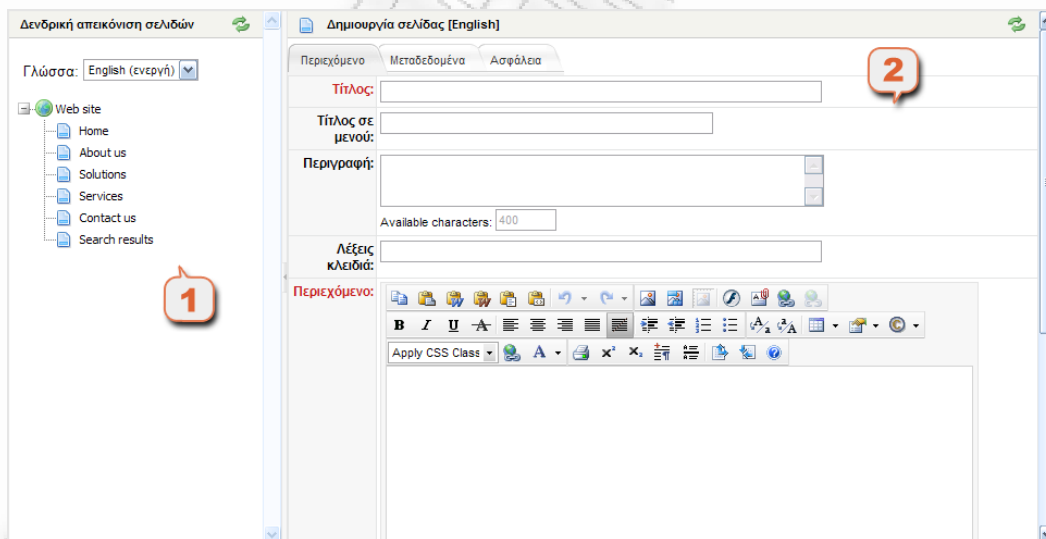 Δενδρική απεικόνιση σελιδών
Γλώσσα: English (ενεργή)
Web site
Home
About us
Solutions
Services
Contact us
Search results
1
Δημιουργία σελίδας [English]
Περιεχόμενο Μεταδεδομένα Ασφάλεια
2
Τίτλος:
Τίτλος σε
μενού:
Περιγραφή:
Available characters: 400
Λέξεις
κλειδιά:
Περιεχόμενο:
B I U A
Apply CSS Class